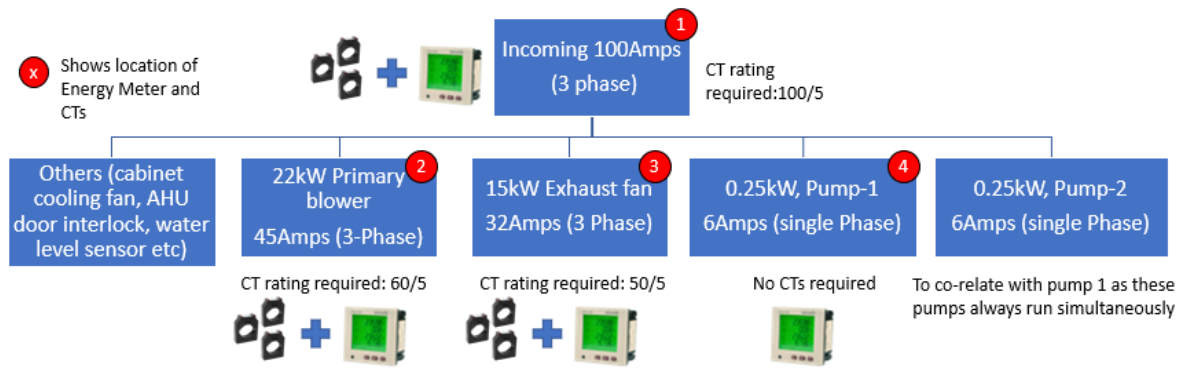 1
Incoming 100Amps
(3 phase)
x
Shows location of
Energy Meter and
CTs
CT rating
required:100/5
Others (cabinet
cooling fan, AHU
door interlock, water
level sensor etc)
2
22kW Primary
blower
45Amps (3-Phase)
3
15kW Exhaust fan
32Amps (3 Phase)
4
0.25kW, Pump-1
6Amps (single Phase)
0.25kW, Pump-2
6Amps (single Phase)
CT rating required: 60/5
CT rating required: 50/5
No CTs required
To co-relate with pump 1 as these
pumps always run simultaneously